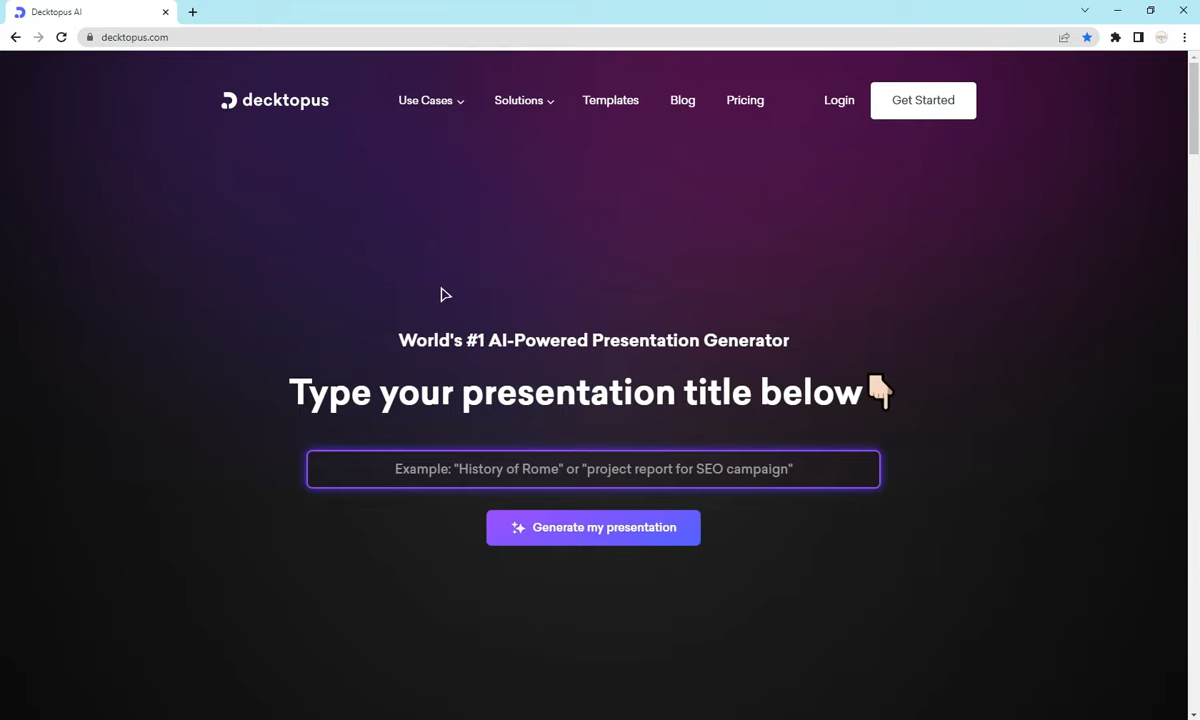 Decktopus AI
decktopus.com
decktopus
Use Cases
Solutions
Templates
Blog
Pricing
Login
Get Started
World's #1 AI-Powered Presentation Generator
Type your presentation title below
Example: "History of Rome" or "project report for SEO campaign"
Generate my presentation